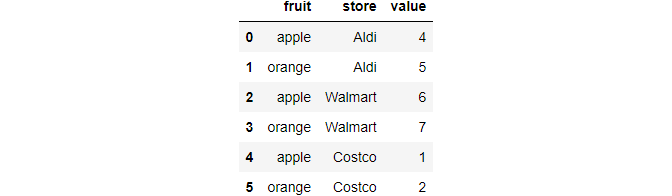 fruit store value
0 apple Aldi 4
1 orange Aldi 5
2 apple Walmart 6
3 orange Walmart 7
4 apple Costco 1
5 orange Costco 2